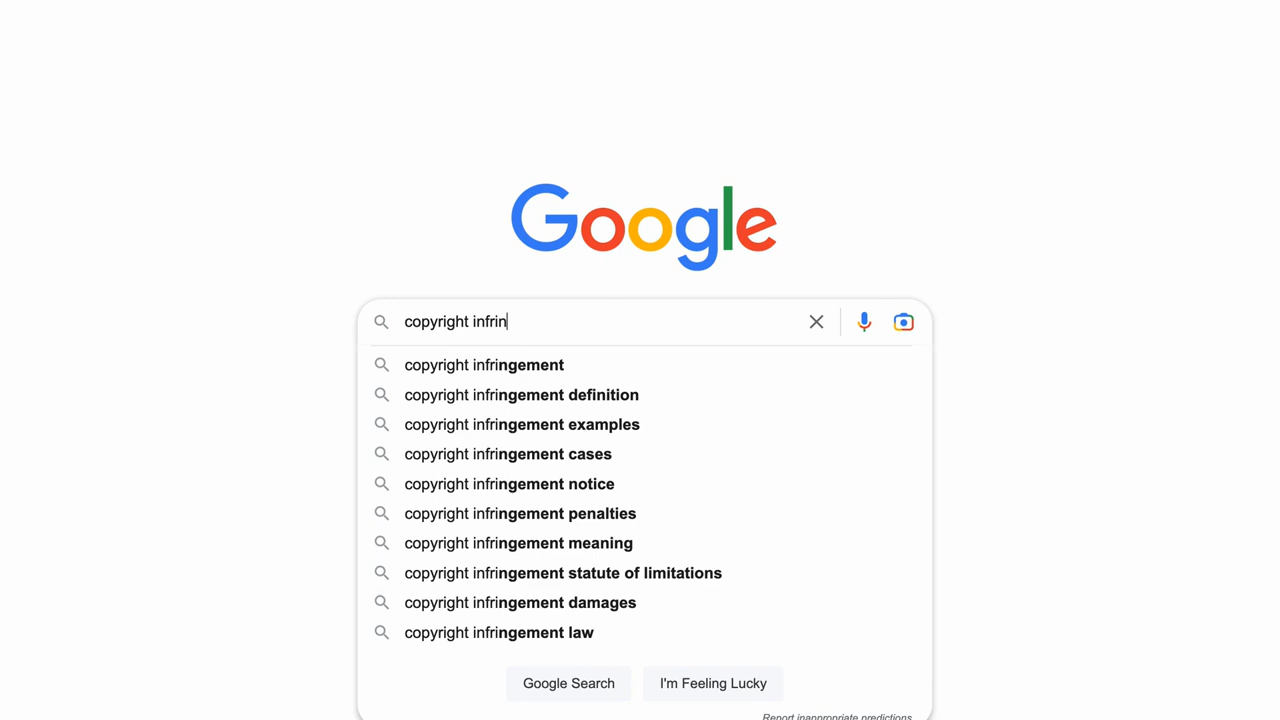 Google
copyright infrin
copyright infringement
copyright infringement definition
copyright infringement examples
copyright infringement cases
copyright infringement notice
copyright infringement penalties
copyright infringement meaning
copyright infringement statute of limitations
copyright infringement damages
copyright infringement law
Google Search I'm Feeling Lucky
Report inappropriate predictions